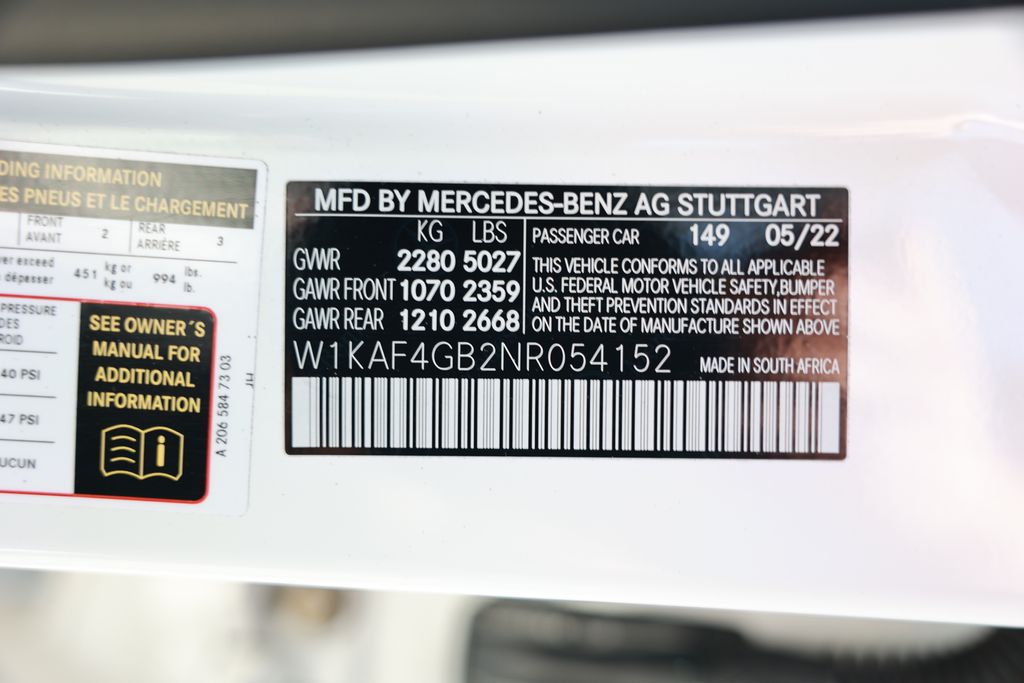 DING INFORMATION
ES PNEUS ET LE CHARGEMENT
FRONT
AVANT
2
REAR
ARRIÈRE
3
exceed
dépasser
451
kg or
kg ou
994
lbs.
lb.
PRESSURE
40 PSI
47 PSI
UCUN
SEE OWNER´S
MANUAL FOR
ADDITIONAL
INFORMATION
A 206 584 73 03
MFD BY MERCEDES-BENZ AG STUTTGART
KG LBS
GVWR 2280 5027
GAWR FRONT 1070 2359
GAWR REAR 1210 2668
PASSENGER CAR 149 05/22
THIS VEHICLE CONFORMS TO ALL APPLICABLE
U.S. FEDERAL MOTOR VEHICLE SAFETY,BUMPER
AND THEFT PREVENTION STANDARDS IN EFFECT
ON THE DATE OF MANUFACTURE SHOWN ABOVE
W1KAF4GB2NR054152
MADE IN SOUTH AFRICA